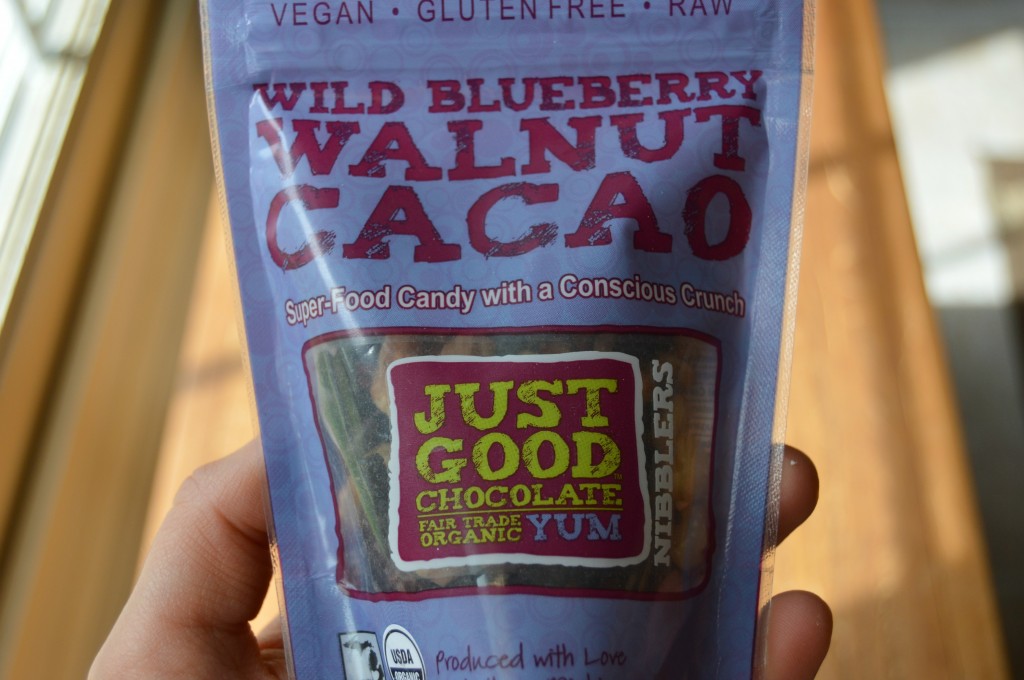 VEGAN • GLUTEN FREE • RAW
WILD BLUEBERRY
WALNUT
CACAO
Super-Food Candy with a Conscious Crunch
JUST
GOOD
CHOCOLATE
FAIR TRADE
ORGANIC
YUM
NIBBLERS
USDA
ORGANIC
Produced with Love